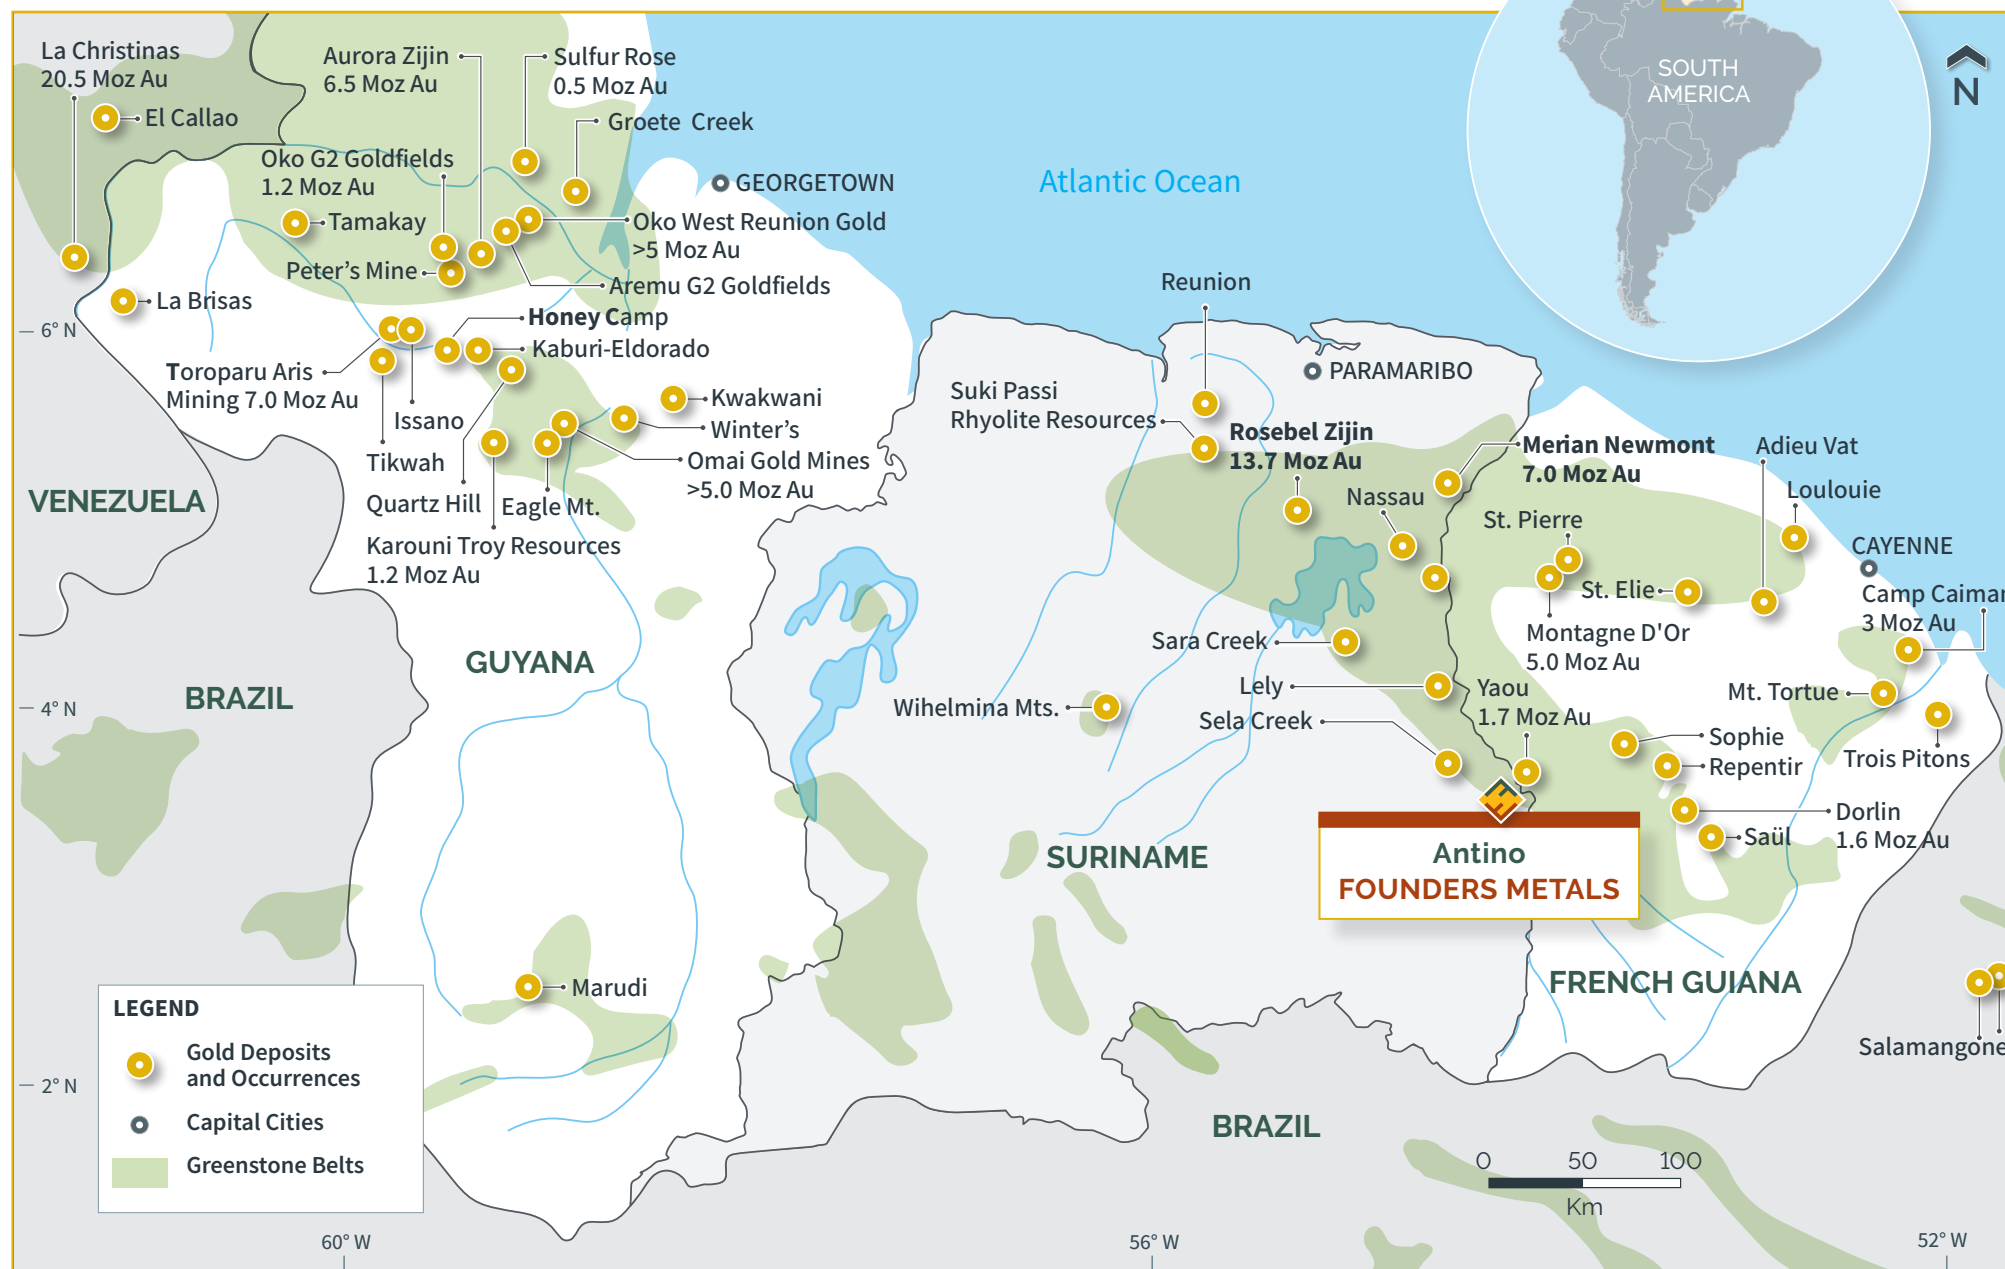 La Christinas
20.5 Moz Au
El Callao
Aurora Zijin
6.5 Moz Au
Sulfur Rose
0.5 Moz Au
Groete Creek
Oko G2 Goldfields
1.2 Moz Au
Tamakay
Peter's Mine
GEORGETOWN
Oko West Reunion Gold
>5 Moz Au
Aremu G2 Goldfields
La Brisas
Honey Camp
Kaburi-Eldorado
Toroparu Aris
Mining 7.0 Moz Au
Issano
Tikwah
Quartz Hill
Eagle Mt.
Karouni Troy Resources
1.2 Moz Au
Kwakwani
Winter's
Omai Gold Mines
>5.0 Moz Au
VENEZUELA
BRAZIL
GUYANA
Marudi
Atlantic Ocean
SOUTH
AMERICA
N
Reunion
PARAMARIBO
Suki Passi
Rhyolite Resources
Rosebel Zijin
13.7 Moz Au
Nassau
Merian Newmont
7.0 Moz Au
Adieu Vat
Loulouie
St. Pierre
CAYENNE
St. Elie
Camp Caiman
3 Moz Au
Montagne D'Or
5.0 Moz Au
Sara Creek
Lely
Sela Creek
Wihelmina Mts.
Yaou
1.7 Moz Au
Mt. Tortue
Trois Pitons
Sophie
Repentir
Dorlin
1.6 Moz Au
Saül
SURINAME
Antino
FOUNDERS METALS
FRENCH GUIANA
Salamangone
BRAZIL
0 50 100
Km
6° N
4° N
2° N
60° W
56° W
52° W
LEGEND
Gold Deposits
and Occurrences
Capital Cities
Greenstone Belts